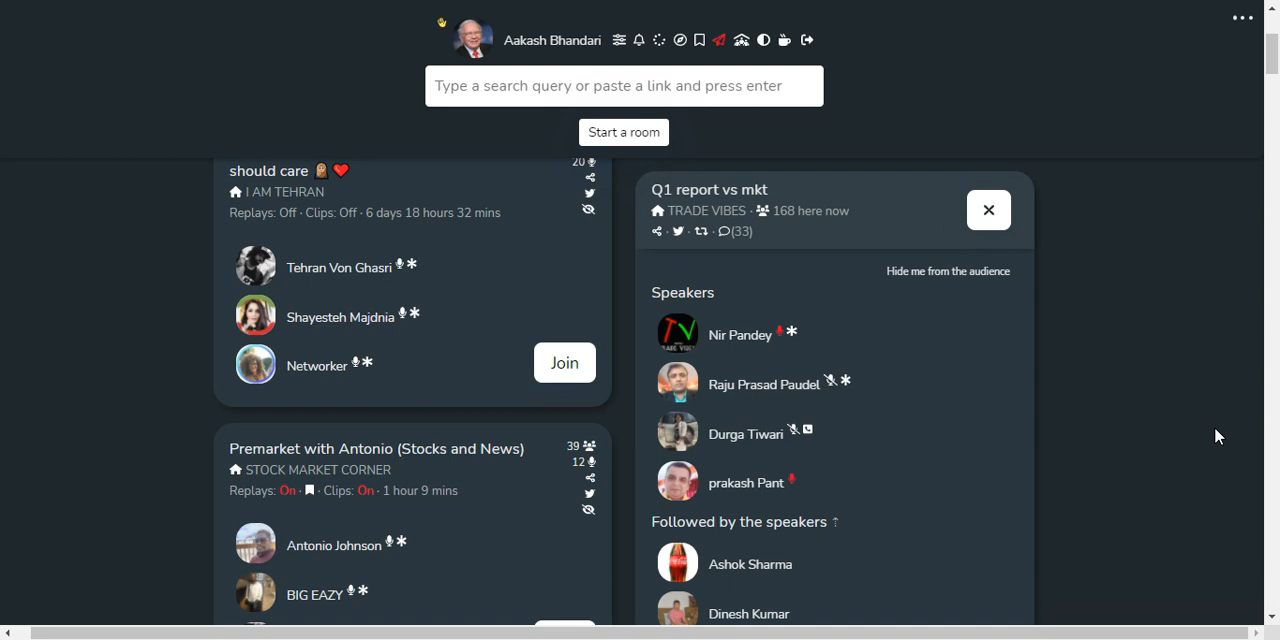 Aakash Bhandari
Type a search query or paste a link and press enter
Start a room
should care
20
I AM TEHRAN
Replays: Off · Clips: Off · 6 days 18 hours 32 mins
Tehran Von Ghasri
Shayesteh Majdnia
Networker
Join
Premarket with Antonio (Stocks and News)
39
STOCK MARKET CORNER
12
Replays: On · Clips: On · 1 hour 9 mins
Antonio Johnson
BIG EAZY
Q1 report vs mkt
TRADE VIBES · 168 here now
(33)
Hide me from the audience
Speakers
TV
Nir Pandey
Raju Prasad Paudel
Durga Tiwari
prakash Pant
Followed by the speakers ↑
Ashok Sharma
Dinesh Kumar